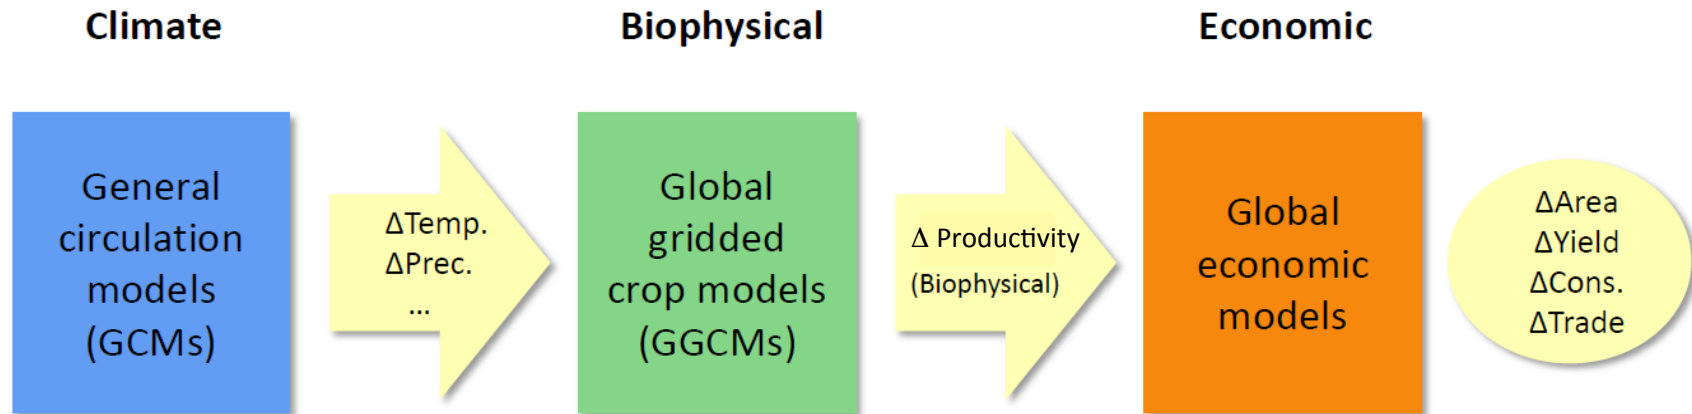 Climate
Biophysical
Economic
General
circulation
models
(GCMs)
ΔTemp.
ΔPrec.
...
Global
gridded
crop models
(GGCMs)
Δ Productivity
(Biophysical)
Global
economic
models
ΔArea
ΔYield
ΔCons.
ΔTrade